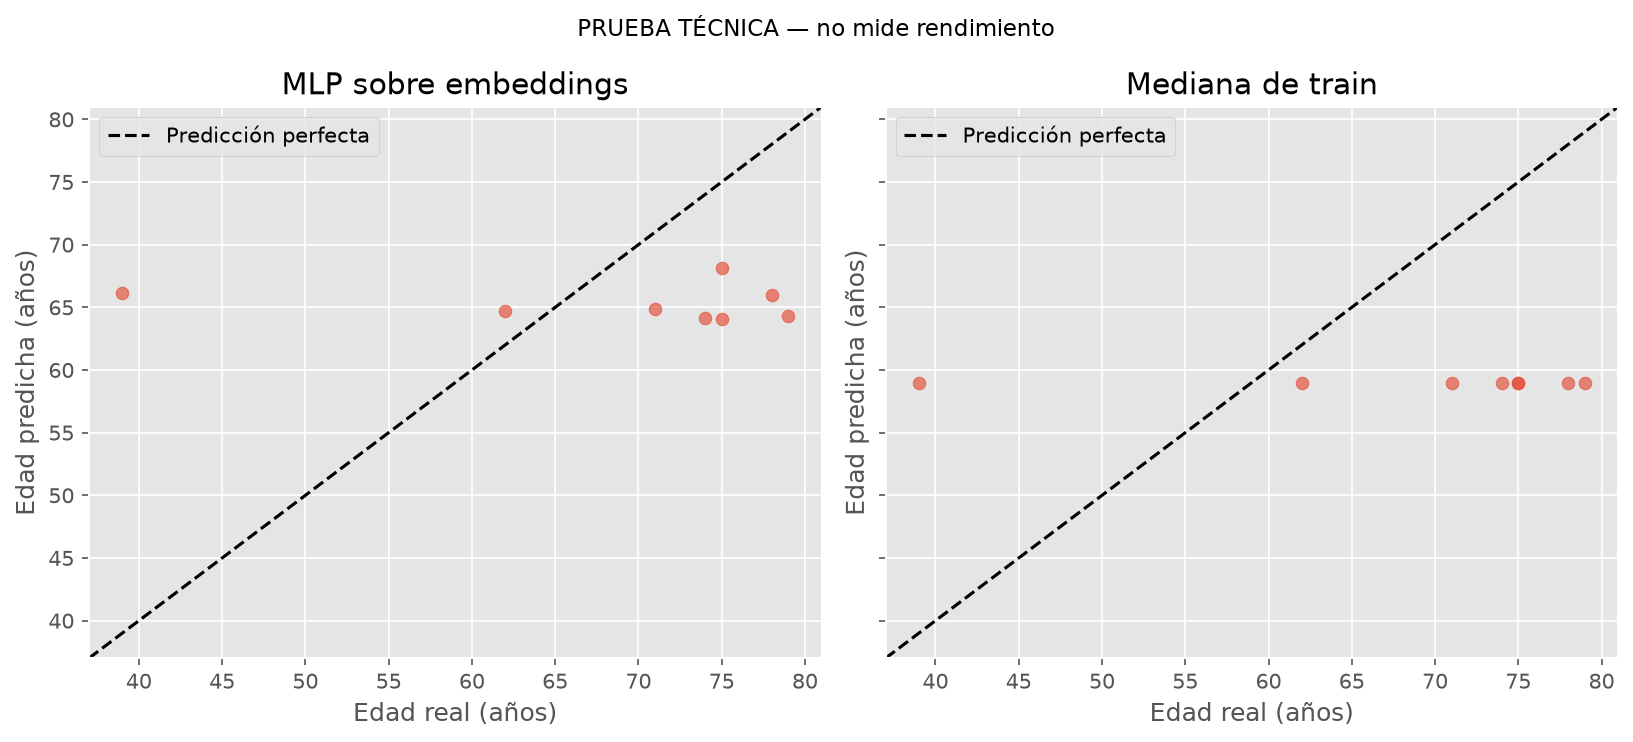 PRUEBA TÉCNICA — no mide rendimiento
MLP sobre embeddings
Predicción perfecta
80
75
70
65
60
55
50
45
40
Edad predicha (años)
40 45 50 55 60 65 70 75 80
Edad real (años)
Mediana de train
Predicción perfecta
Edad predicha (años)
40 45 50 55 60 65 70 75 80
Edad real (años)